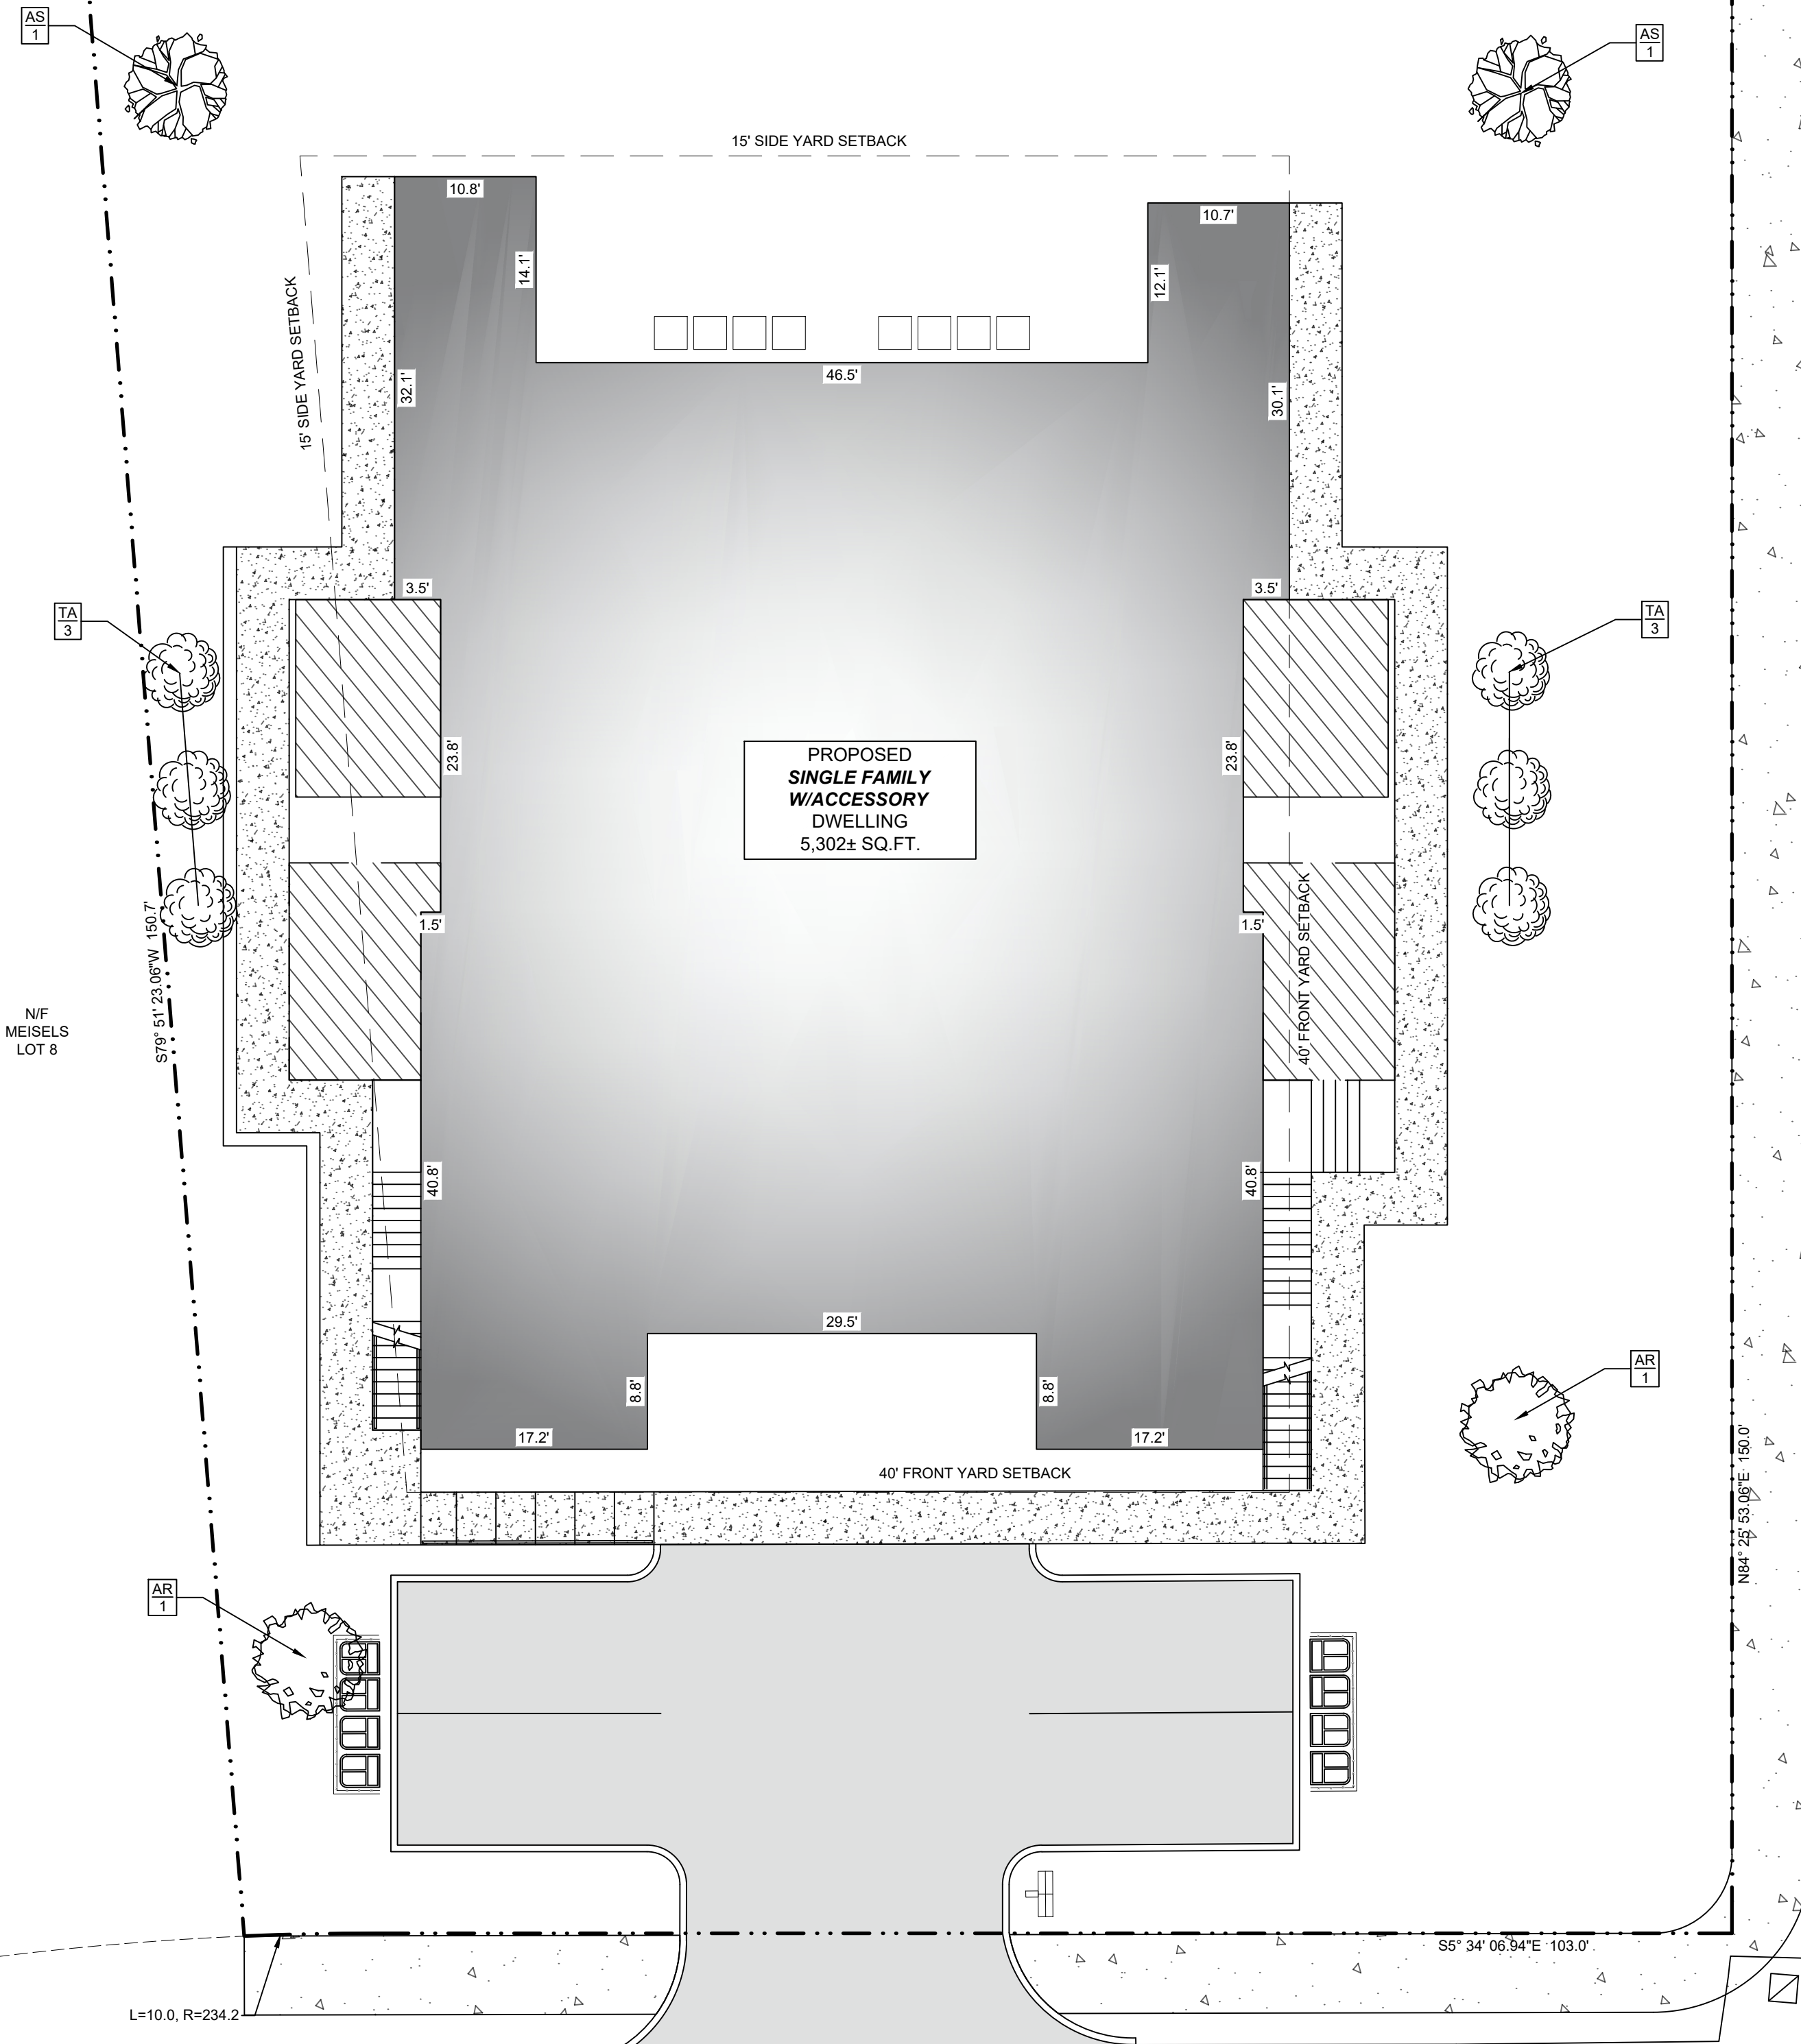 AS
1
AS
1
15' SIDE YARD SETBACK
10.8'
10.7'
14.1'
12.1'
15' SIDE YARD SETBACK
46.5'
32.1'
30.1'
3.5'
3.5'
TA
3
TA
3
23.8'
23.8'
PROPOSED
SINGLE FAMILY
W/ACCESSORY
DWELLING
5,302± SQ.FT.
1.5'
1.5'
40' FRONT YARD SETBACK
S79° 51' 23.06"W 150.7'
N/F
MEISELS
LOT 8
40.8'
40.8'
29.5'
8.8'
8.8'
AR
1
17.2'
17.2'
40' FRONT YARD SETBACK
N84° 25' 53.06"E 150.0'
AR
1
S5° 34' 06.94"E 103.0'
L=10.0, R=234.2